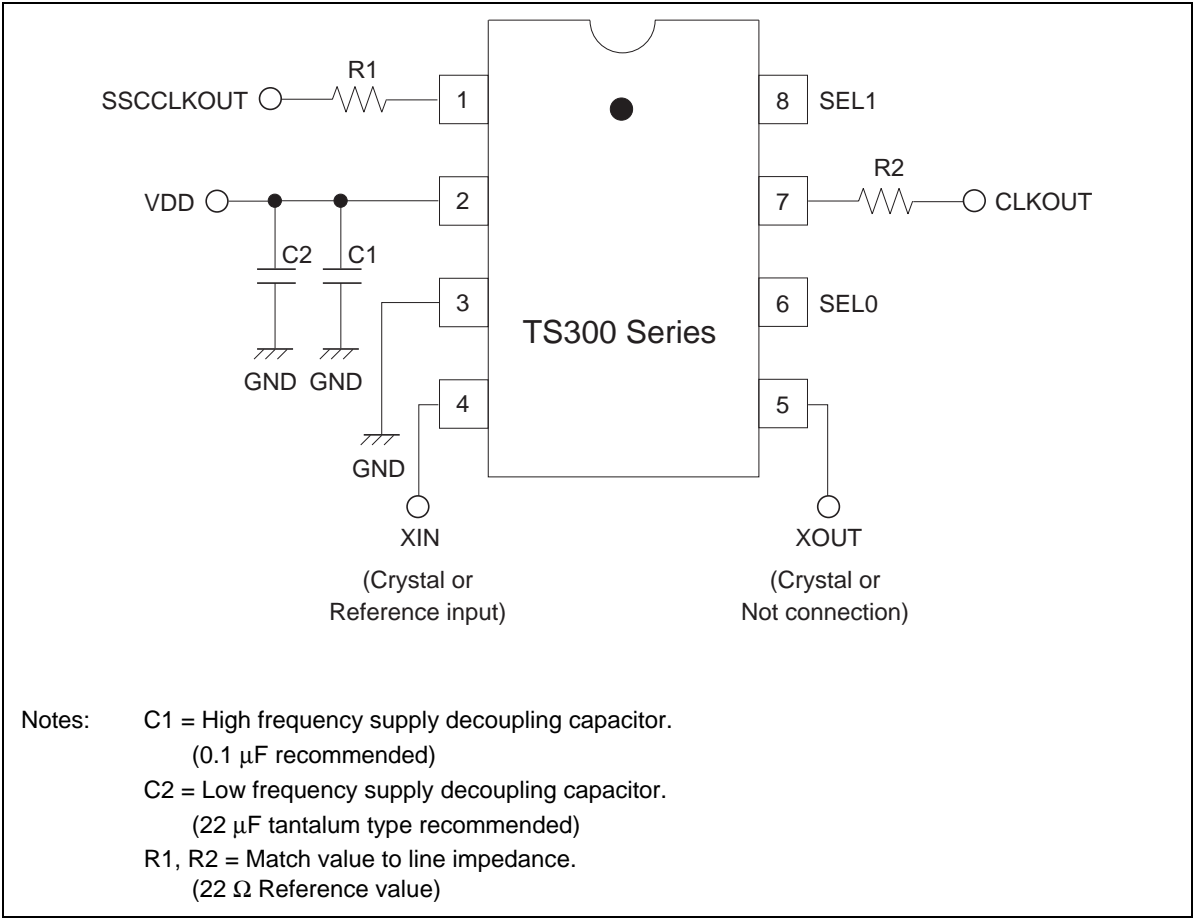 R1
SSCCLKOUT
1
8
SEL1
R2
VDD
2
7
CLKOUT
C2
C1
3
6
SEL0
TS300 Series
GND
GND
4
5
GND
XIN
XOUT
(Crystal or
Reference input)
(Crystal or
Not connection)
Notes:
C1 = High frequency supply decoupling capacitor.
(0.1 μF recommended)
C2 = Low frequency supply decoupling capacitor.
(22 μF tantalum type recommended)
R1, R2 = Match value to line impedance.
(22 Ω Reference value)